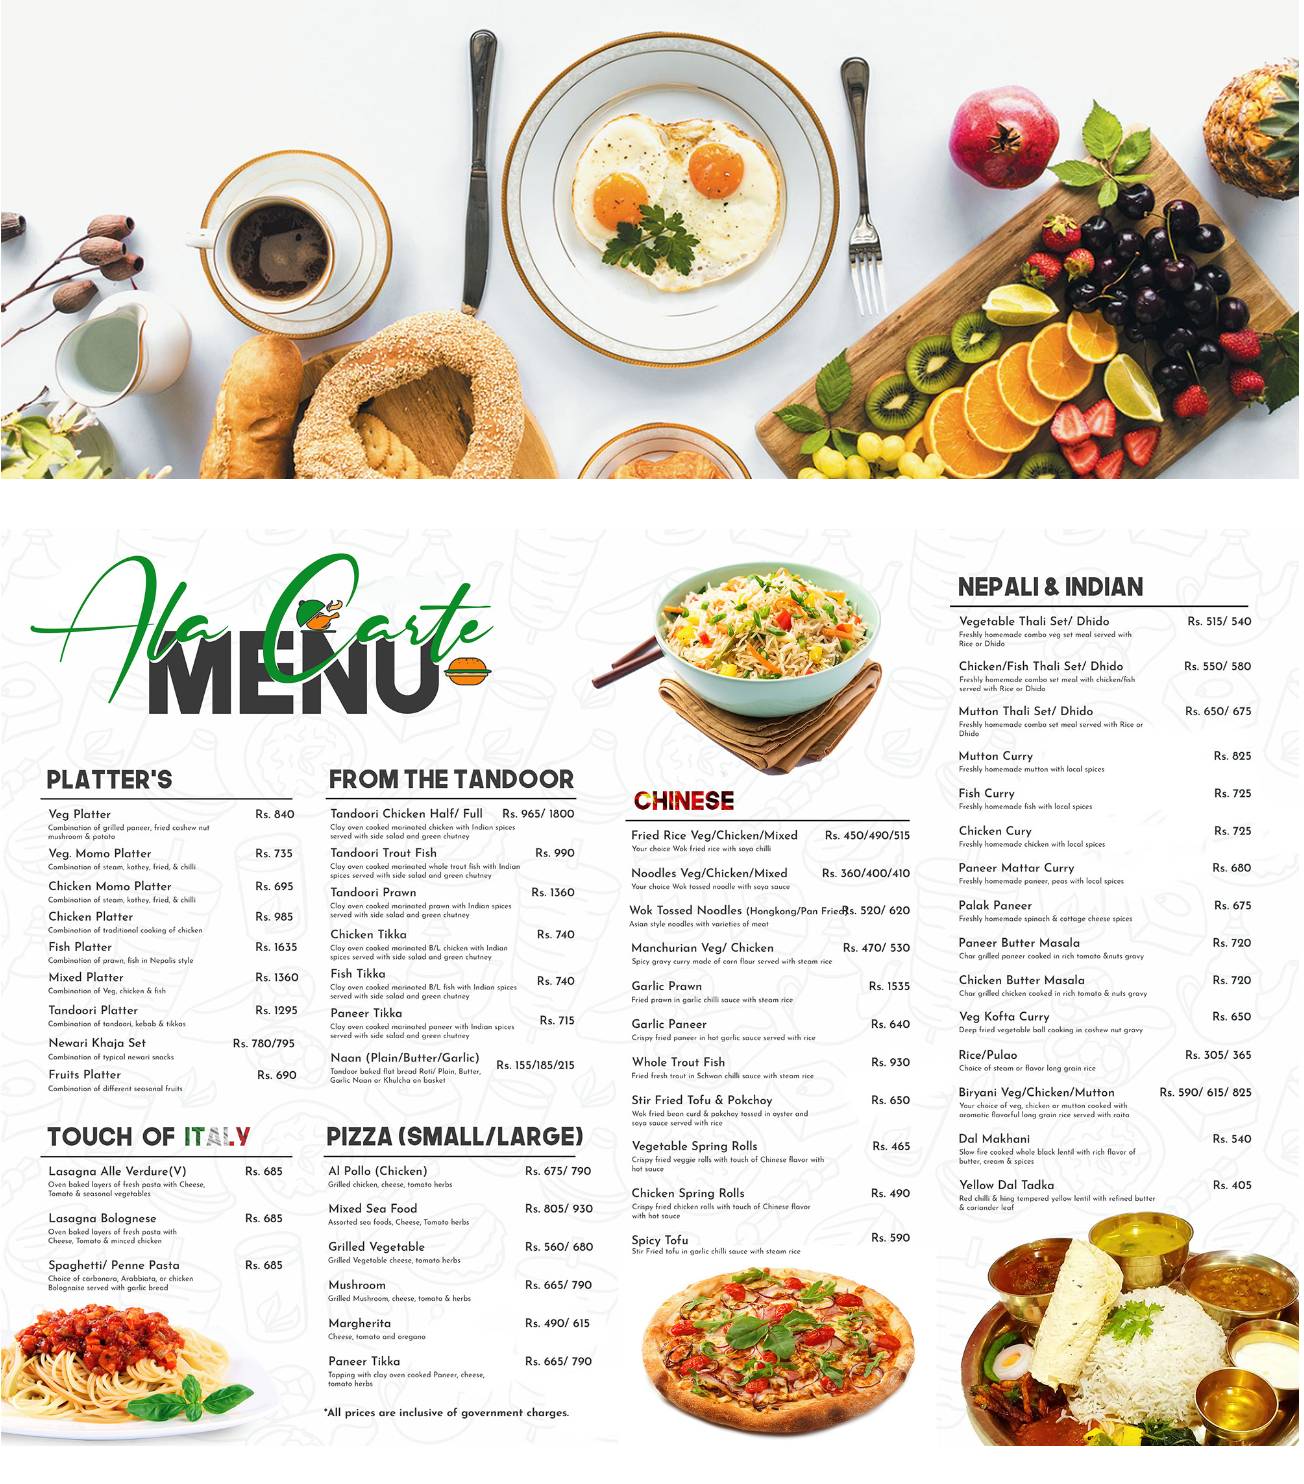 Ala Carte
MENU
PLATTER'S
Veg Platter Rs. 840
Combination of grilled paneer, fried cashew nut
mushroom & potato
Veg. Momo Platter Rs. 735
Combination of steam, kothey, fried, & chilli
Chicken Momo Platter Rs. 695
Combination of steam, kothey, fried, & chilli
Chicken Platter Rs. 985
Combination of traditional cooking of chicken
Fish Platter Rs. 1635
Combination of prawn, fish in Nepalis style
Mixed Platter Rs. 1360
Combination of Veg, chicken & fish
Tandoori Platter Rs. 1295
Combination of tandoori, kebab & tikkas
Newari Khaja Set Rs. 780/795
Combination of typical newari snacks
Fruits Platter Rs. 690
Combination of different seasonal fruits
TOUCH OF ITALY
Lasagna Alle Verdure(V) Rs. 685
Oven baked layers of fresh pasta with Cheese,
Tomato & seasonal vegetables
Lasagna Bolognese Rs. 685
Oven baked layers of fresh pasta with
Cheese, Tomato & minced chicken
Spaghetti/ Penne Pasta Rs. 685
Choice of carbonara, Arabbiata, or chicken
Bolognaise served with garlic bread
FROM THE TANDOOR
Tandoori Chicken Half/ Full Rs. 965/ 1800
Clay oven cooked marinated chicken with Indian spices
served with side salad and green chutney
Tandoori Trout Fish Rs. 990
Clay oven cooked marinated whole trout fish with Indian
spices served with side salad and green chutney
Tandoori Prawn Rs. 1360
Clay oven cooked marinated prawn with Indian spices
served with side salad and green chutney
Chicken Tikka Rs. 740
Clay oven cooked marinated B/L chicken with Indian
spices served with side salad and green chutney
Fish Tikka Rs. 740
Clay oven cooked marinated B/L fish with Indian spices
served with side salad and green chutney
Paneer Tikka Rs. 715
Clay oven cooked marinated paneer with Indian spices
served with side salad and green chutney
Naan (Plain/Butter/Garlic) Rs. 155/185/215
Tandoor baked flat bread Roti/ Plain, Butter,
Garlic Naan or Khulcha on basket
PIZZA (SMALL/LARGE)
Al Pollo (Chicken) Rs. 675/ 790
Grilled chicken, cheese, tomato herbs
Mixed Sea Food Rs. 805/ 930
Assorted sea foods, Cheese, Tomato herbs
Grilled Vegetable Rs. 560/ 680
Grilled Vegetable cheese, tomato herbs
Mushroom Rs. 665/ 790
Grilled Mushroom, cheese, tomato & herbs
Margherita Rs. 490/ 615
Cheese, tomato and oregano
Paneer Tikka Rs. 665/ 790
Topping with clay oven cooked Paneer, cheese,
tomato herbs
*All prices are inclusive of government charges.
CHINESE
Fried Rice Veg/Chicken/Mixed Rs. 450/490/515
Your choice Wok fried rice with soya chilli
Noodles Veg/Chicken/Mixed Rs. 360/400/410
Your choice Wok tossed noodle with soya sauce
Wok Tossed Noodles (Hongkong/Pan Fried) Rs. 520/ 620
Asian style noodles with varieties of meat
Manchurian Veg/ Chicken Rs. 470/ 530
Spicy gravy curry made of corn flour served with steam rice
Garlic Prawn Rs. 1535
Fried prawn in garlic chilli sauce with steam rice
Garlic Paneer Rs. 640
Crispy fried paneer in hot garlic sauce served with rice
Whole Trout Fish Rs. 930
Fried fresh trout in Schwan chilli sauce with steam rice
Stir Fried Tofu & Pokchoy Rs. 650
Wok fried bean curd & pokchoy tossed in oyster and
soya sauce served with rice
Vegetable Spring Rolls Rs. 465
Crispy fried veggie rolls with touch of Chinese flavor with
hot sauce
Chicken Spring Rolls Rs. 490
Crispy fried chicken rolls with touch of Chinese flavor
with hot sauce
Spicy Tofu Rs. 590
Stir Fried tofu in garlic chilli sauce with steam rice
NEPALI & INDIAN
Vegetable Thali Set/ Dhido Rs. 515/ 540
Freshly homemade combo veg set meal served with
Rice or Dhido
Chicken/Fish Thali Set/ Dhido Rs. 550/ 580
Freshly homemade combo set meal with chicken/fish
served with Rice or Dhido
Mutton Thali Set/ Dhido Rs. 650/ 675
Freshly homemade combo set meal served with Rice or
Dhido
Mutton Curry Rs. 825
Freshly homemade mutton with local spices
Fish Curry Rs. 725
Freshly homemade fish with local spices
Chicken Cury Rs. 725
Freshly homemade chicken with local spices
Paneer Mattar Curry Rs. 680
Freshly homemade paneer, peas with local spices
Palak Paneer Rs. 675
Freshly homemade spinach & cottage cheese spices
Paneer Butter Masala Rs. 720
Char grilled paneer cooked in rich tomato &nuts gravy
Chicken Butter Masala Rs. 720
Char grilled chicken cooked in rich tomato & nuts gravy
Veg Kofta Curry Rs. 650
Deep fried vegetable ball cooking in cashew nut gravy
Rice/Pulao Rs. 305/ 365
Choice of steam or flavor long grain rice
Biryani Veg/Chicken/Mutton Rs. 590/ 615/ 825
Your choice of veg, chicken or mutton cooked with
aromatic flavorful long grain rice served with raita
Dal Makhani Rs. 540
Slow fire cooked whole black lentil with rich flavor of
butter, cream & spices
Yellow Dal Tadka Rs. 405
Red chilli & hing tempered yellow lentil with refined butter
& coriander leaf